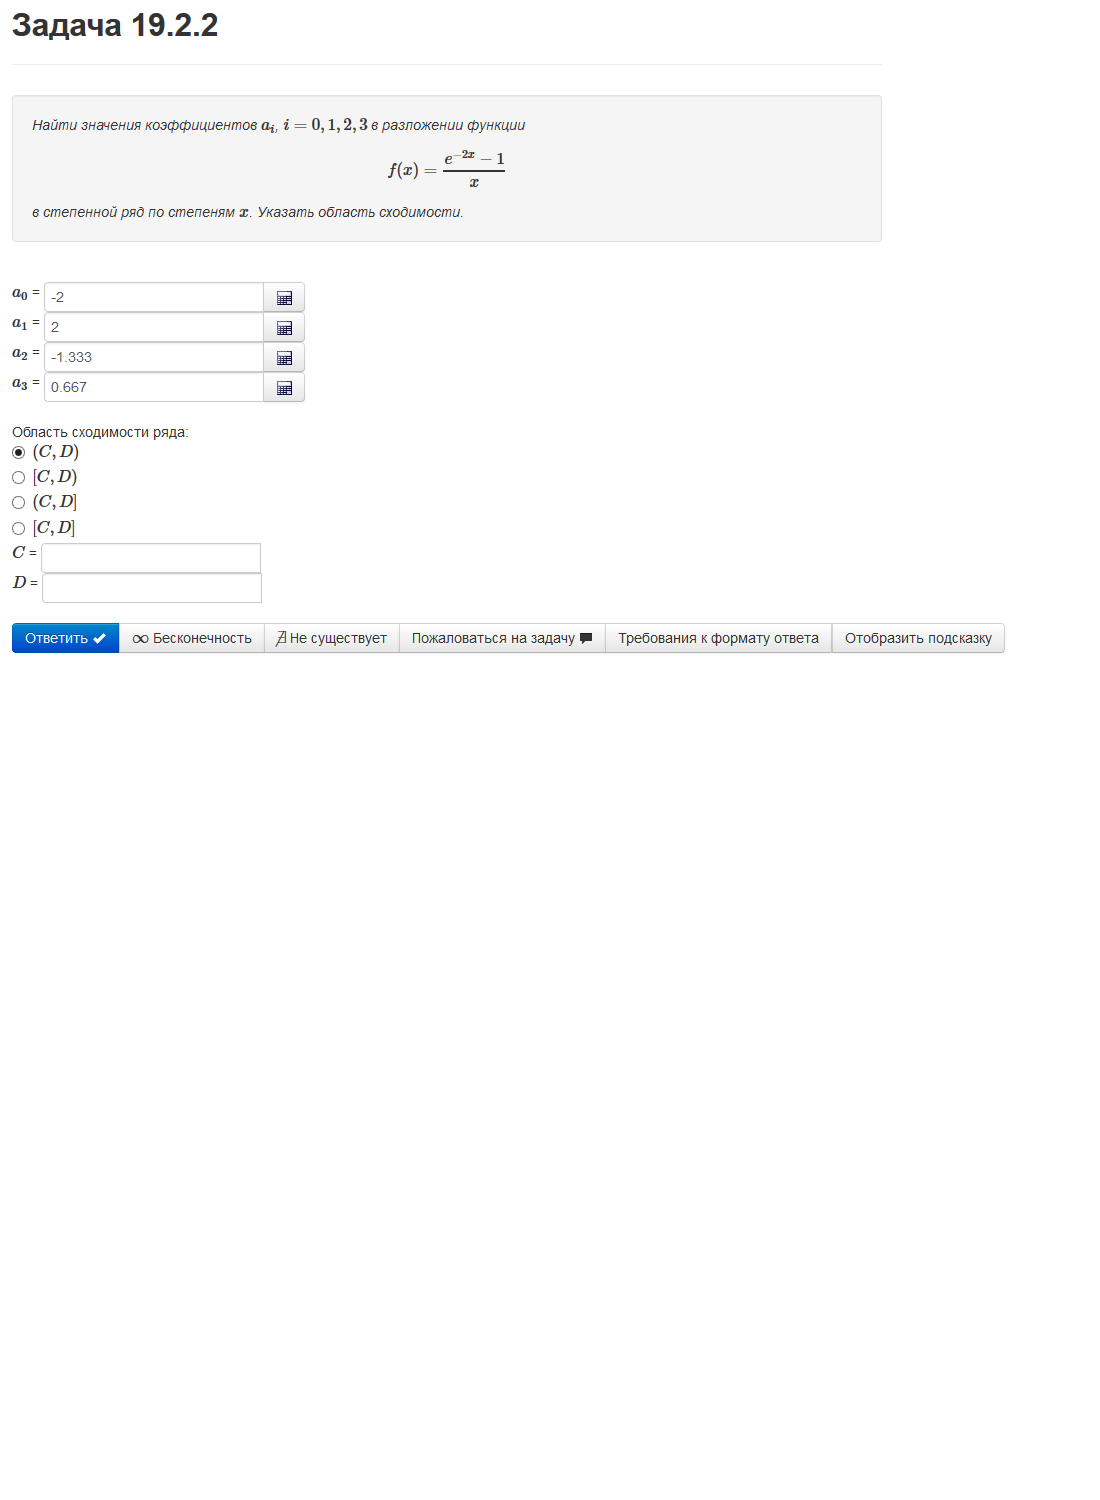 Задача 19.2.2
Найти значения коэффициентов a_i, i = 0, 1, 2, 3 в разложении функции
f(x) = \frac{e^{-2x} - 1}{x}
в степенной ряд по степеням x. Указать область сходимости.
a_0 = -2
a_1 = 2
a_2 = -1.333
a_3 = 0.667
Область сходимости ряда:
(C, D)
[C, D)
(C, D]
[C, D]
C =
D =
Ответить ∞ Бесконечность ∄ Не существует Пожаловаться на задачу Требования к формату ответа Отобразить подсказку